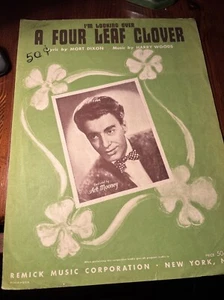 I'M LOOKING OVER
A FOUR LEAF CLOVER
Lyric by MORT DIXON Music by HARRY WOODS
50¢
Art Mooney
REMICK MUSIC CORPORATION · NEW YORK, N